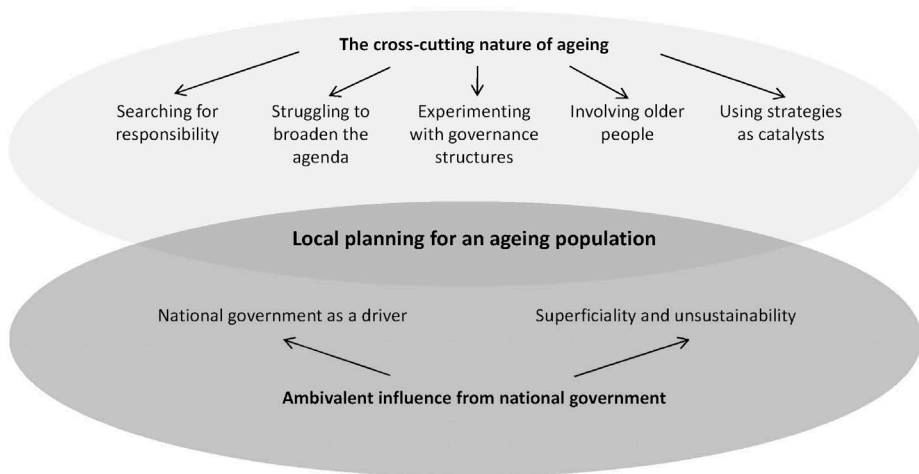 The cross-cutting nature of ageing
Searching for
responsibility
Struggling to
broaden the
agenda
Experimenting
with governance
structures
Involving older
people
Using strategies
as catalysts
Local planning for an ageing population
National government as a driver
Superficiality and unsustainability
Ambivalent influence from national government